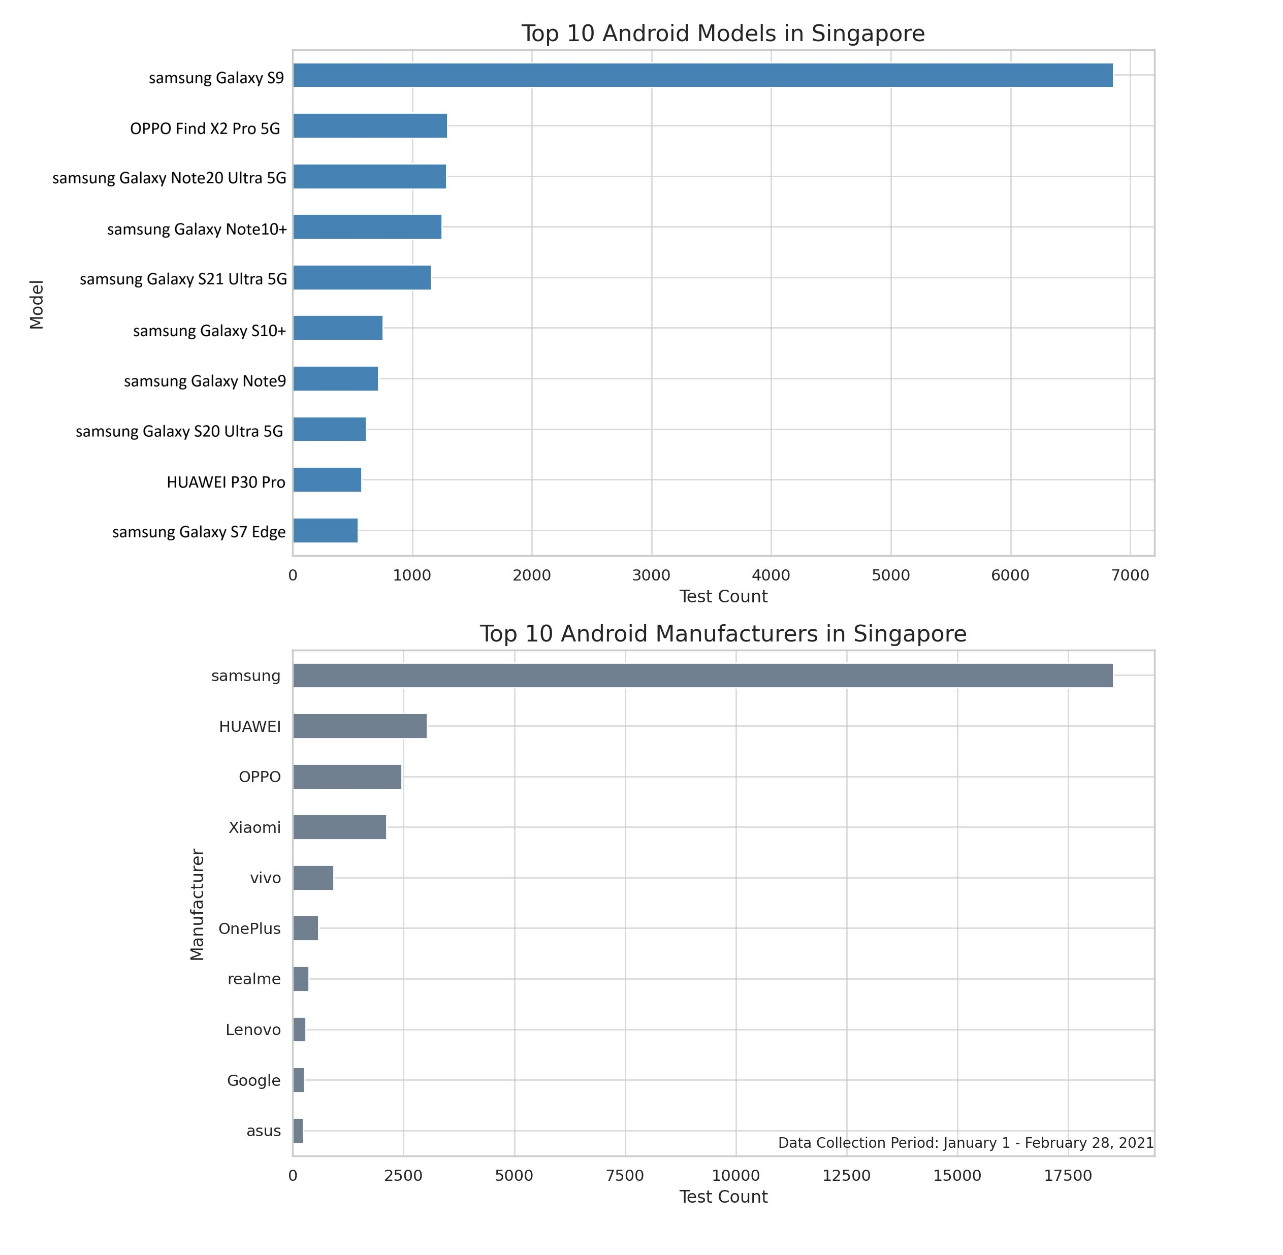 Top 10 Android Models in Singapore
samsung Galaxy S9
OPPO Find X2 Pro 5G
samsung Galaxy Note20 Ultra 5G
samsung Galaxy Note10+
samsung Galaxy S21 Ultra 5G
samsung Galaxy S10+
samsung Galaxy Note9
samsung Galaxy S20 Ultra 5G
HUAWEI P30 Pro
samsung Galaxy S7 Edge
Model
0 1000 2000 3000 4000 5000 6000 7000
Test Count
Top 10 Android Manufacturers in Singapore
samsung
HUAWEI
OPPO
Xiaomi
vivo
OnePlus
realme
Lenovo
Google
asus
Manufacturer
Data Collection Period: January 1 - February 28, 2021
0 2500 5000 7500 10000 12500 15000 17500
Test Count